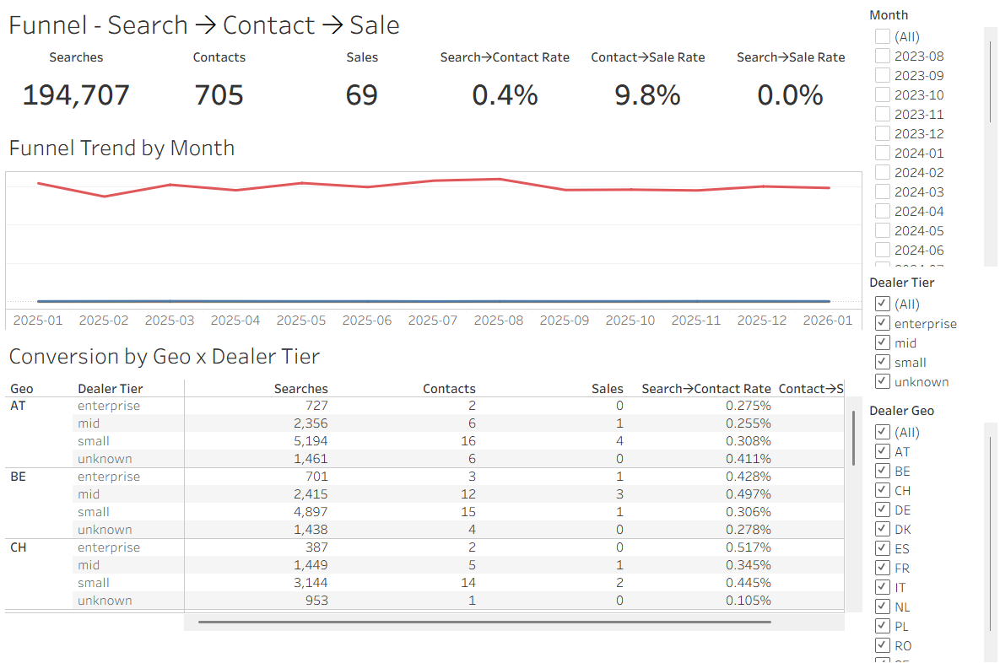 Funnel - Search → Contact → Sale
Searches Contacts Sales Search→Contact Rate Contact→Sale Rate Search→Sale Rate
194,707 705 69 0.4% 9.8% 0.0%
Funnel Trend by Month
2025-01 2025-02 2025-03 2025-04 2025-05 2025-06 2025-07 2025-08 2025-09 2025-10 2025-11 2025-12 2026-01
Conversion by Geo x Dealer Tier
Geo Dealer Tier Searches Contacts Sales Search→Contact Rate Contact→S
AT enterprise 727 2 0 0.275%
mid 2,356 6 1 0.255%
small 5,194 16 4 0.308%
unknown 1,461 6 0 0.411%
BE enterprise 701 3 1 0.428%
mid 2,415 12 3 0.497%
small 4,897 15 1 0.306%
unknown 1,438 4 0 0.278%
CH enterprise 387 2 0 0.517%
mid 1,449 5 1 0.345%
small 3,144 14 2 0.445%
unknown 953 1 0 0.105%
Month
(All)
2023-08
2023-09
2023-10
2023-11
2023-12
2024-01
2024-02
2024-03
2024-04
2024-05
2024-06
Dealer Tier
(All)
enterprise
mid
small
unknown
Dealer Geo
(All)
AT
BE
CH
DE
DK
ES
FR
IT
NL
PL
RO